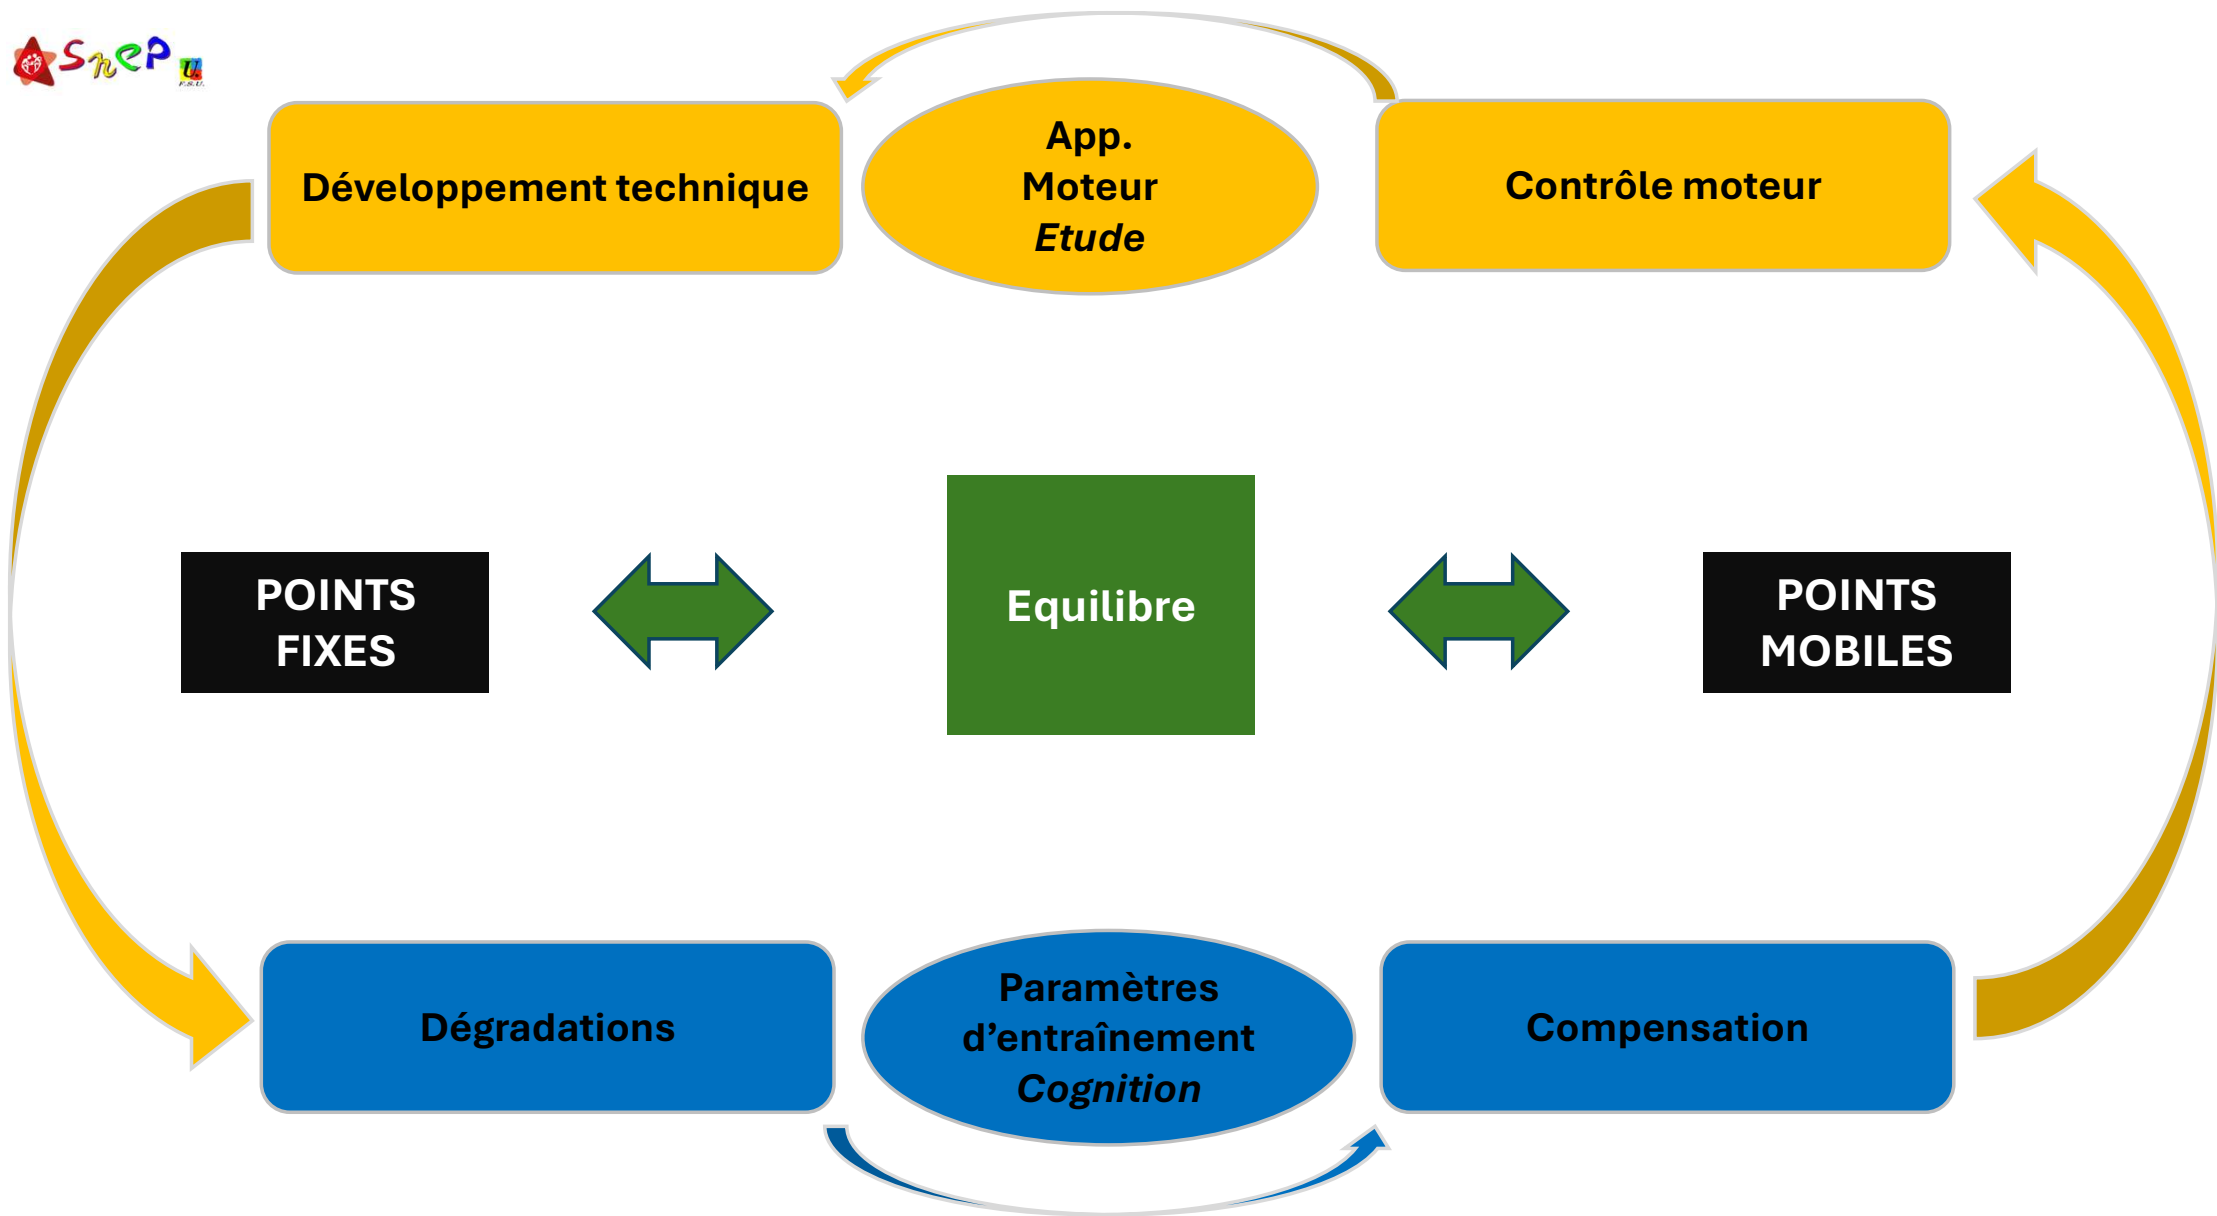 Snep
U.
F.S.U.
App.
Moteur
Etude
Développement technique
Contrôle moteur
POINTS
FIXES
Equilibre
POINTS
MOBILES
Dégradations
Paramètres
d’entraînement
Cognition
Compensation